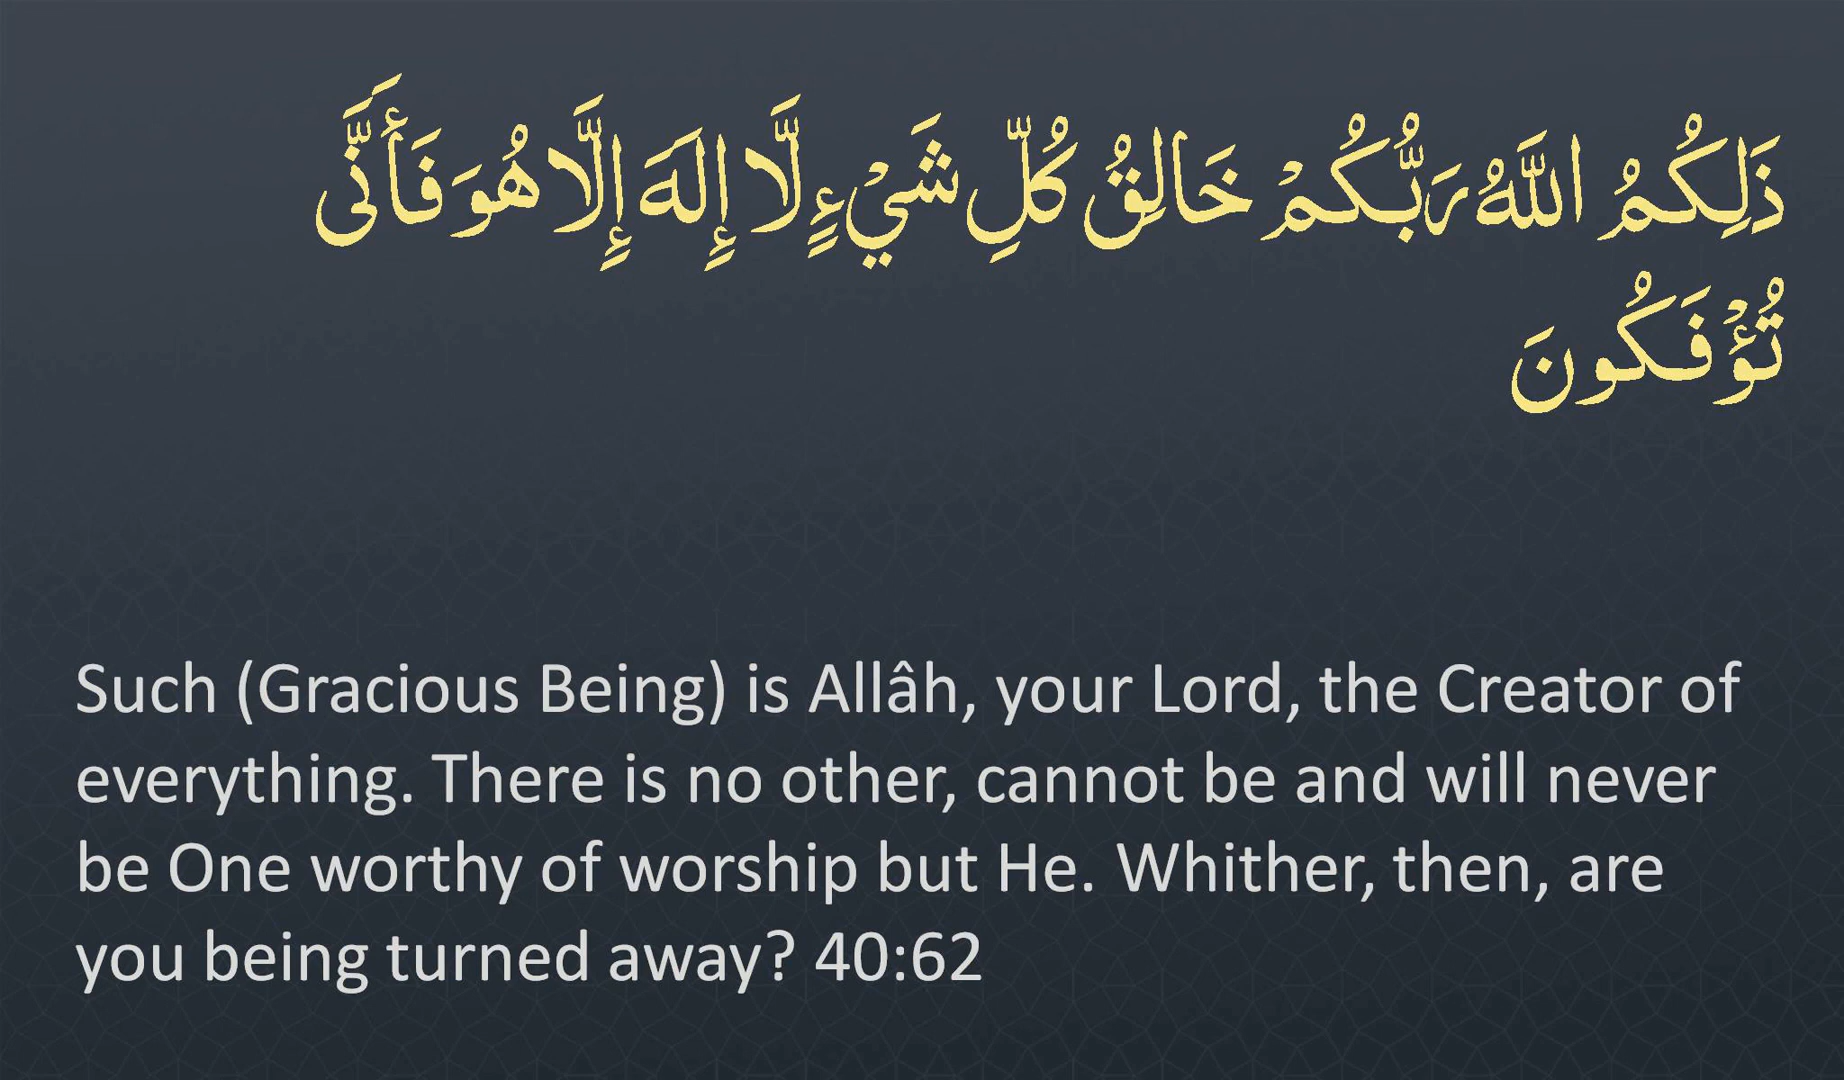 ذَلِكُمُ اللَّهُ رَبُّكُمْ خَالِقُ كُلِّ شَيْءٍ لَّا إِلَهَ إِلَّا هُوَ فَأَنَّى
تُؤْفَكُونَ
Such (Gracious Being) is Allâh, your Lord, the Creator of
everything. There is no other, cannot be and will never
be One worthy of worship but He. Whither, then, are
you being turned away? 40:62